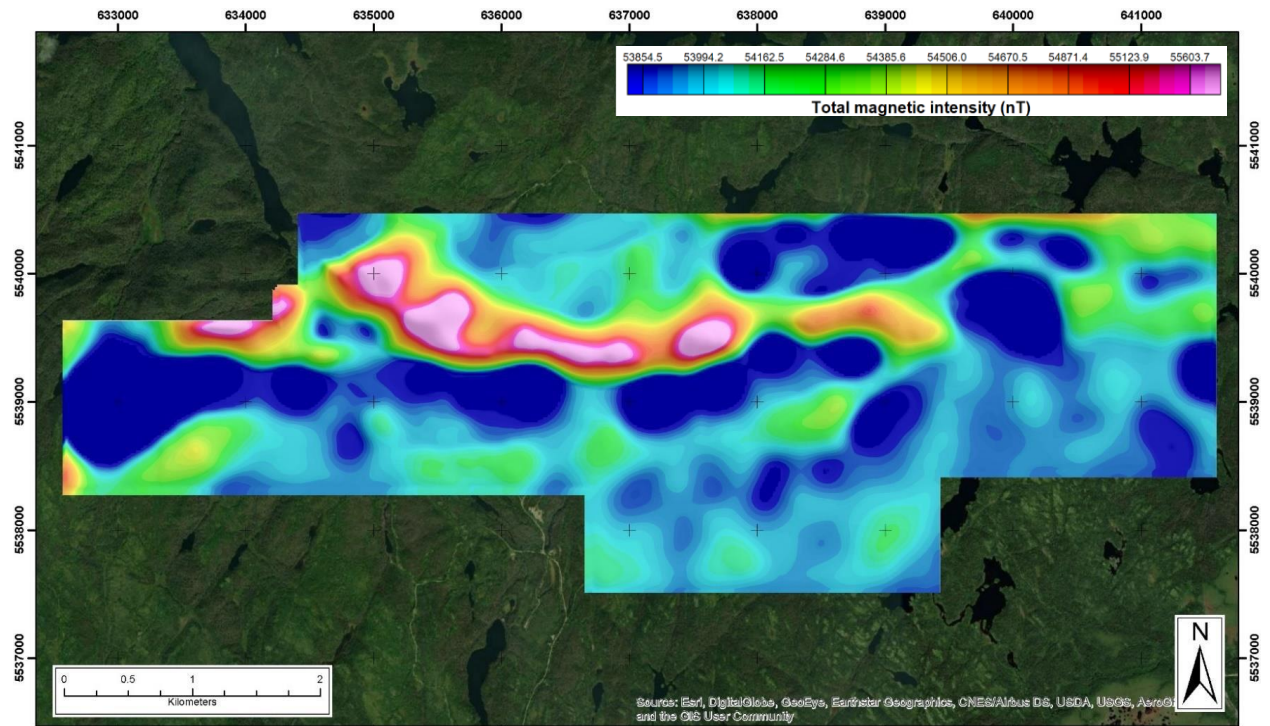 633000 634000 635000 636000 637000 638000 639000 640000 641000
53854.5 53994.2 54162.5 54284.6 54385.6 54506.0 54670.5 54871.4 55123.9 55603.7
Total magnetic intensity (nT)
5541000 5541000
5540000 5540000
5539000 5539000
5538000 5538000
5537000 5537000
0 0.5 1 2
Kilometers
N
Source: Esri, DigitalGlobe, GeoEye, Earthstar Geographics, CNES/Airbus DS, USDA, USGS,
and the GIS User Community